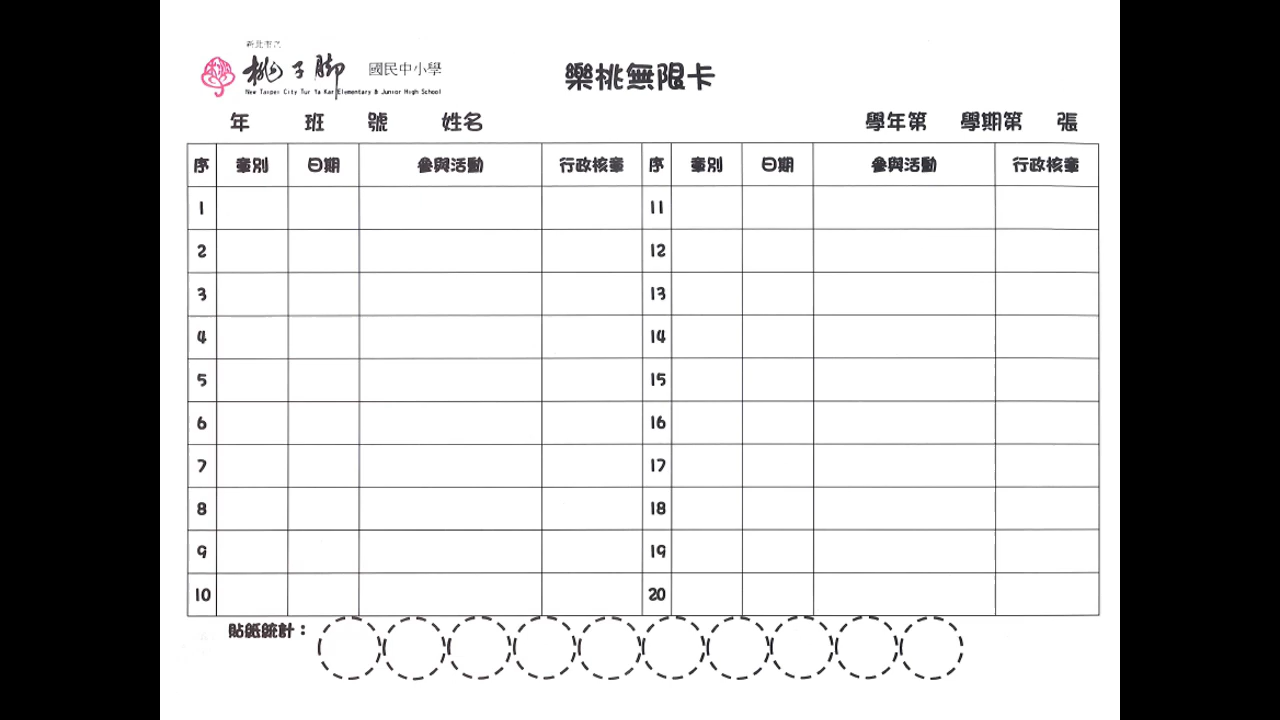 新北市立
桃子腳 國民中小學
New Taipei City Tur Ya Kar Elementary & Junior High School
樂桃無限卡
年 班 號 姓名 學年第 學期第 張
序 章別 日期 參與活動 行政核章 序 章別 日期 參與活動 行政核章
1 11
2 12
3 13
4 14
5 15
6 16
7 17
8 18
9 19
10 20
貼紙統計：